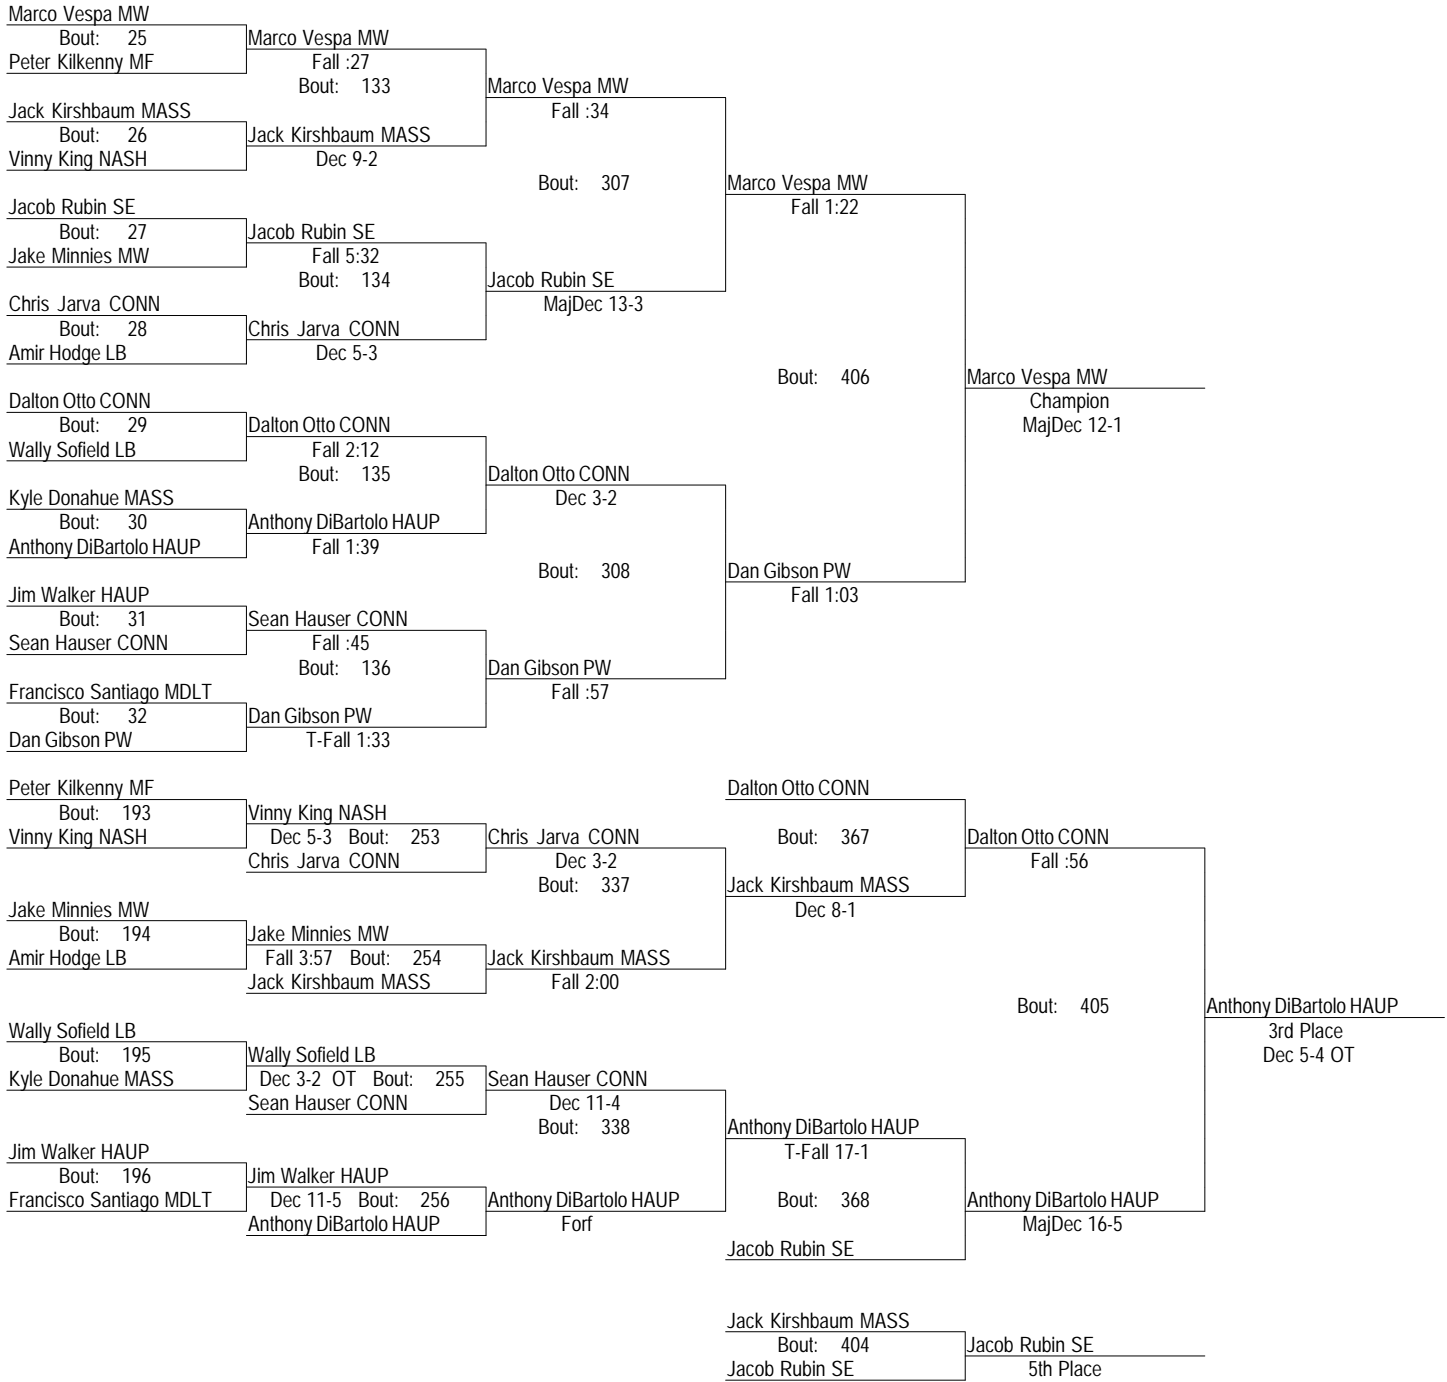 Marco Vespa MW
Bout: 25
Peter Kilkenny MF
Marco Vespa MW
Fall :27
Bout: 133
Jack Kirshbaum MASS
Bout: 26
Vinny King NASH
Jack Kirshbaum MASS
Dec 9-2
Marco Vespa MW
Fall :34
Bout: 307
Jacob Rubin SE
Bout: 27
Jake Minnies MW
Jacob Rubin SE
Fall 5:32
Bout: 134
Chris Jarva CONN
Bout: 28
Amir Hodge LB
Chris Jarva CONN
Dec 5-3
Jacob Rubin SE
MajDec 13-3
Marco Vespa MW
Fall 1:22
Bout: 406
Dalton Otto CONN
Bout: 29
Wally Sofield LB
Dalton Otto CONN
Fall 2:12
Bout: 135
Kyle Donahue MASS
Bout: 30
Anthony DiBartolo HAUP
Anthony DiBartolo HAUP
Fall 1:39
Dalton Otto CONN
Dec 3-2
Bout: 308
Jim Walker HAUP
Bout: 31
Sean Hauser CONN
Sean Hauser CONN
Fall :45
Bout: 136
Francisco Santiago MDLT
Bout: 32
Dan Gibson PW
Dan Gibson PW
T-Fall 1:33
Dan Gibson PW
Fall :57
Dan Gibson PW
Fall 1:03
Marco Vespa MW
Champion
MajDec 12-1
Peter Kilkenny MF
Bout: 193
Vinny King NASH
Vinny King NASH
Dec 5-3 Bout: 253
Chris Jarva CONN
Chris Jarva CONN
Dec 3-2
Bout: 337
Jake Minnies MW
Bout: 194
Amir Hodge LB
Jake Minnies MW
Fall 3:57 Bout: 254
Jack Kirshbaum MASS
Jack Kirshbaum MASS
Fall 2:00
Dalton Otto CONN
Bout: 367
Jack Kirshbaum MASS
Dec 8-1
Dalton Otto CONN
Fall :56
Bout: 405
Wally Sofield LB
Bout: 195
Kyle Donahue MASS
Wally Sofield LB
Dec 3-2 OT Bout: 255
Sean Hauser CONN
Sean Hauser CONN
Dec 11-4
Bout: 338
Jim Walker HAUP
Bout: 196
Francisco Santiago MDLT
Jim Walker HAUP
Dec 11-5 Bout: 256
Anthony DiBartolo HAUP
Anthony DiBartolo HAUP
Forf
Anthony DiBartolo HAUP
T-Fall 17-1
Bout: 368
Jacob Rubin SE
Anthony DiBartolo HAUP
MajDec 16-5
Anthony DiBartolo HAUP
3rd Place
Dec 5-4 OT
Jack Kirshbaum MASS
Bout: 404
Jacob Rubin SE
Jacob Rubin SE
5th Place